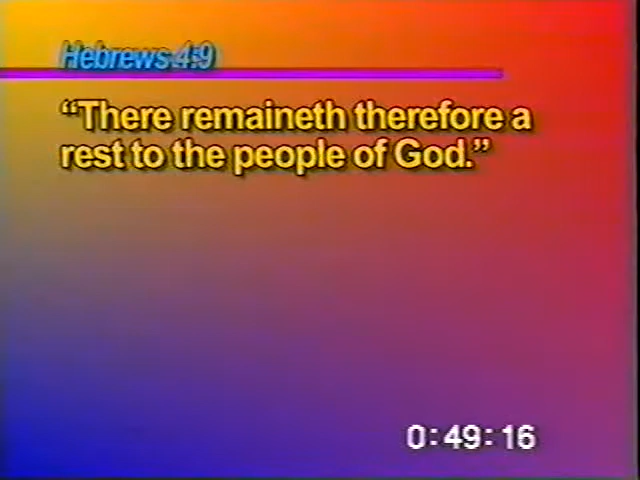 Hebrews 4:9
“There remaineth therefore a
rest to the people of God.”
0:49:16